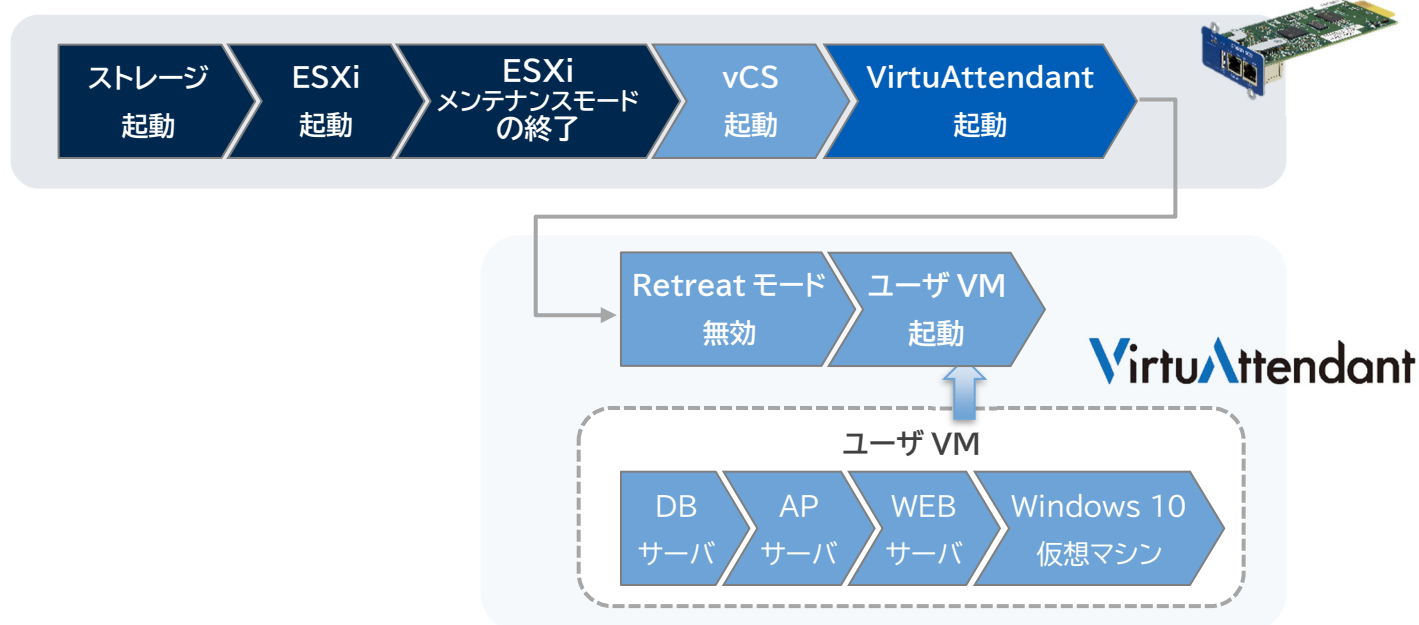 ストレージ
起動
ESXi
起動
ESXi
メンテナンスモード
の終了
vCS
起動
VirtuAttendant
起動
Retreat モード
無効
ユーザ VM
起動
VirtuAttendant
ユーザ VM
DB
サーバ
AP
サーバ
WEB
サーバ
Windows 10
仮想マシン